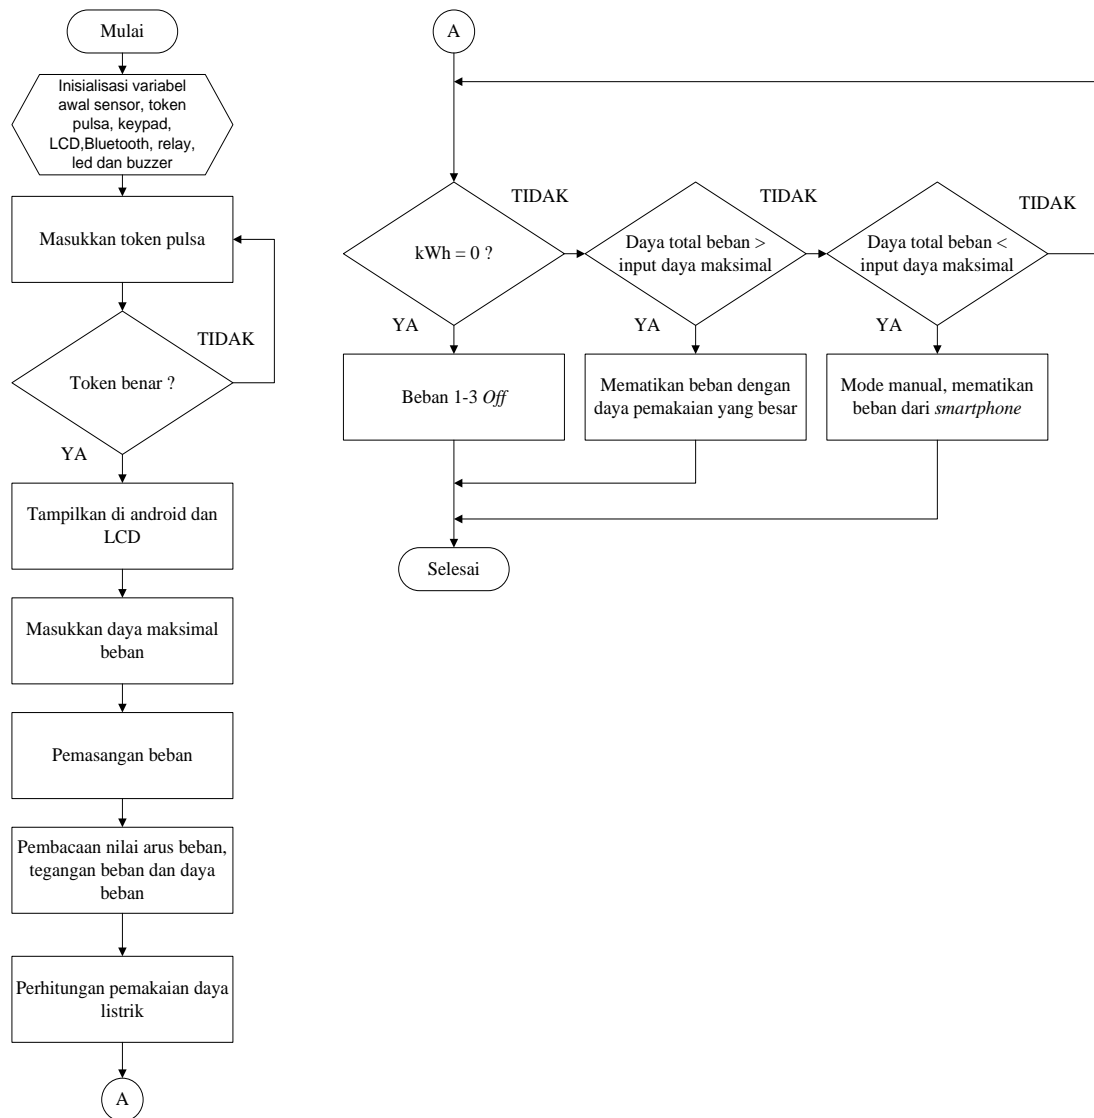 Mulai
Inisialisasi variabel
awal sensor, token
pulsa, keypad,
LCD,Bluetooth, relay,
led dan buzzer
Masukkan token pulsa
TIDAK
Token benar ?
YA
Tampilkan di android dan
LCD
Masukkan daya maksimal
beban
Pemasangan beban
Pembacaan nilai arus beban,
tegangan beban dan daya
beban
Perhitungan pemakaian daya
listrik
A
A
kWh = 0 ?
TIDAK
YA
Beban 1-3 Off
Daya total beban >
input daya maksimal
TIDAK
YA
Mematikan beban dengan
daya pemakaian yang besar
Daya total beban <
input daya maksimal
TIDAK
YA
Mode manual, mematikan
beban dari smartphone
Selesai